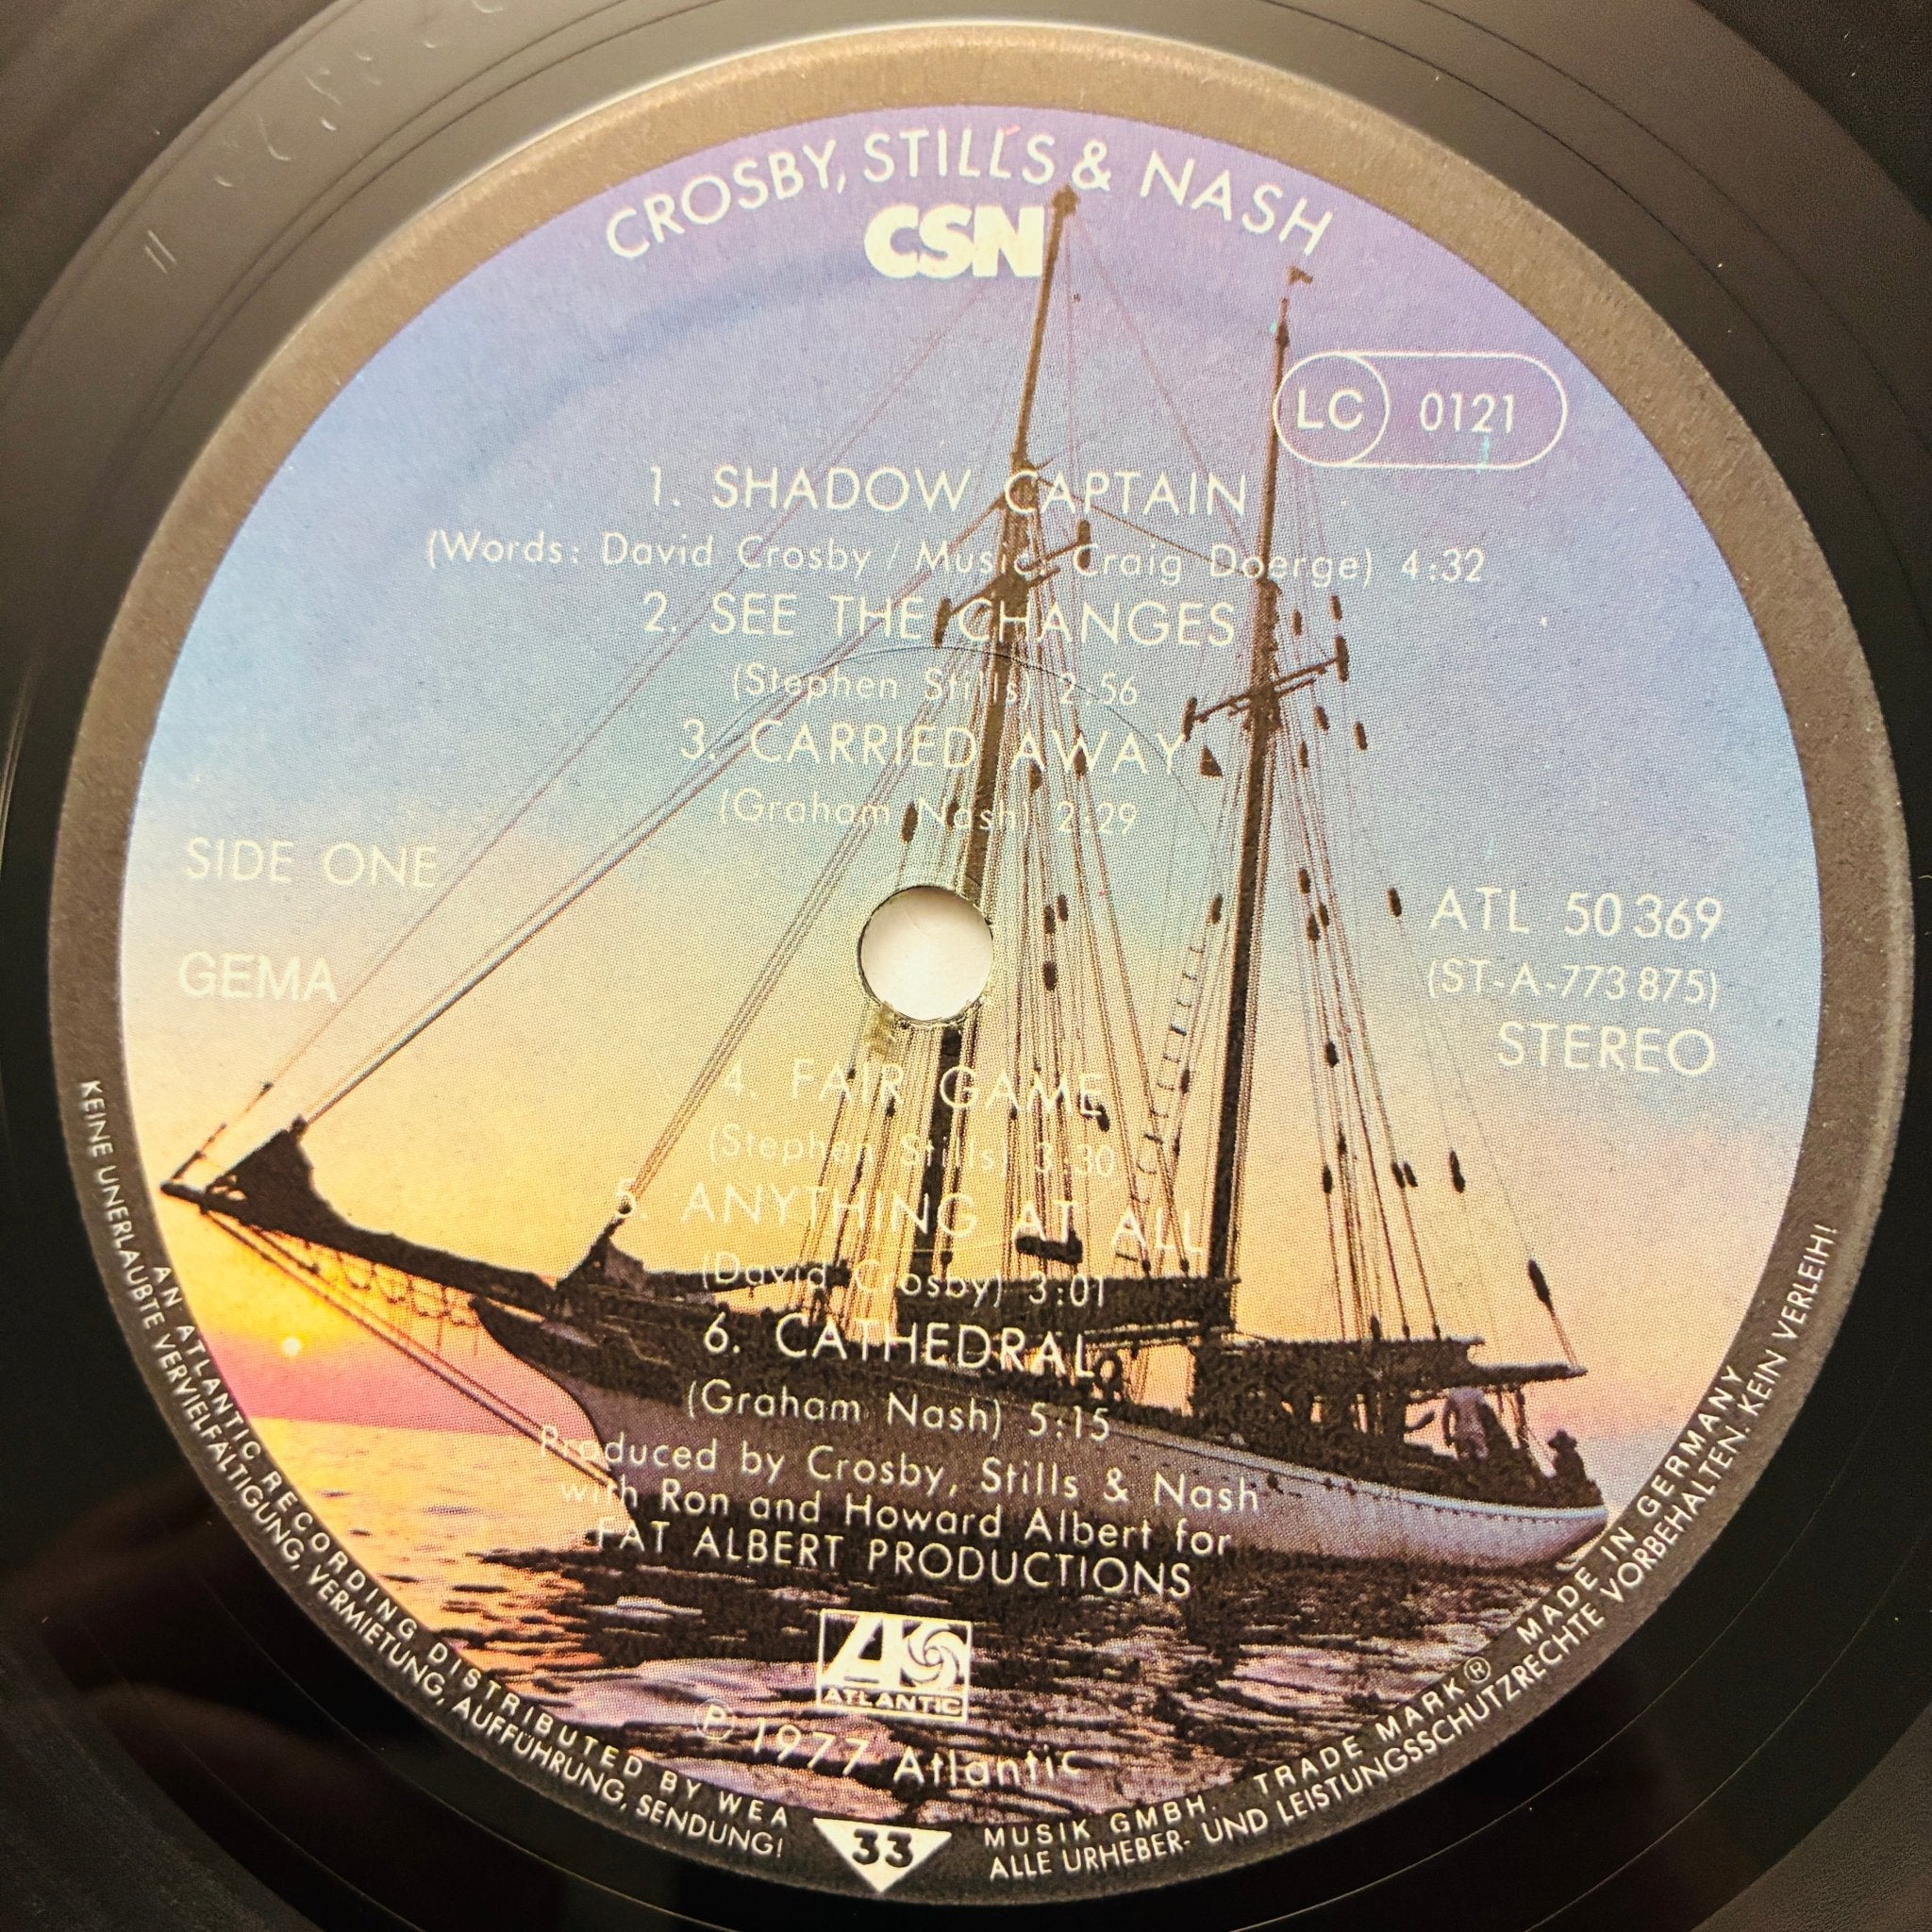 CROSBY, STILLS & NASH
CSN
LC 0121
1. SHADOW CAPTAIN
(Words: David Crosby / Music: Craig Doerge) 4:32
2. SEE THE CHANGES
(Stephen Stills) 2:56
3. CARRIED AWAY
(Graham Nash) 2:29
SIDE ONE
GEMA
ATL 50 369
(ST-A-773 875)
STEREO
4. FAIR GAME
(Stephen Stills) 3:30
5. ANYTHING AT ALL
(David Crosby) 3:01
6. CATHEDRAL
(Graham Nash) 5:15
Produced by Crosby, Stills & Nash
with Ron and Howard Albert for
FAT ALBERT PRODUCTIONS
ATLANTIC
℗ 1977 Atlantic
AN ATLANTIC RECORDING DISTRIBUTED BY WEA MUSIK GMBH. TRADE MARK ® MADE IN GERMANY
KEINE UNERLAUBTE VERVIELFÄLTIGUNG, VERMIETUNG, AUFFÜHRUNG, SENDUNG! ALLE URHEBER- UND LEISTUNGSSCHUTZRECHTE VORBEHALTEN. KEIN VERLEIH!
33